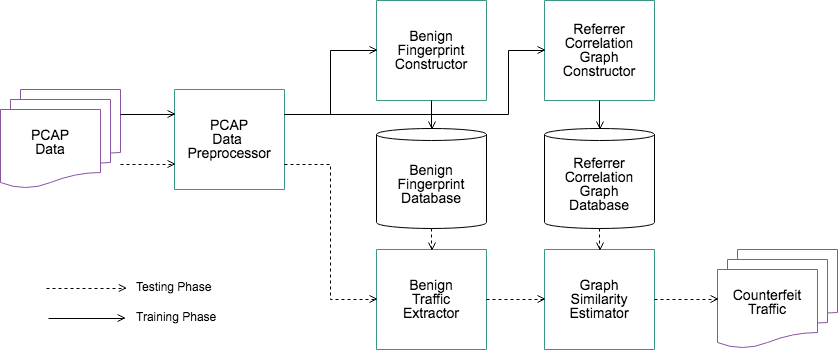 Benign
Fingerprint
Constructor
Referrer
Correlation
Graph
Constructor
PCAP
Data
PCAP
Data
Preprocessor
Benign
Fingerprint
Database
Referrer
Correlation
Graph
Database
Benign
Traffic
Extractor
Graph
Similarity
Estimator
Counterfeit
Traffic
Testing Phase
Training Phase